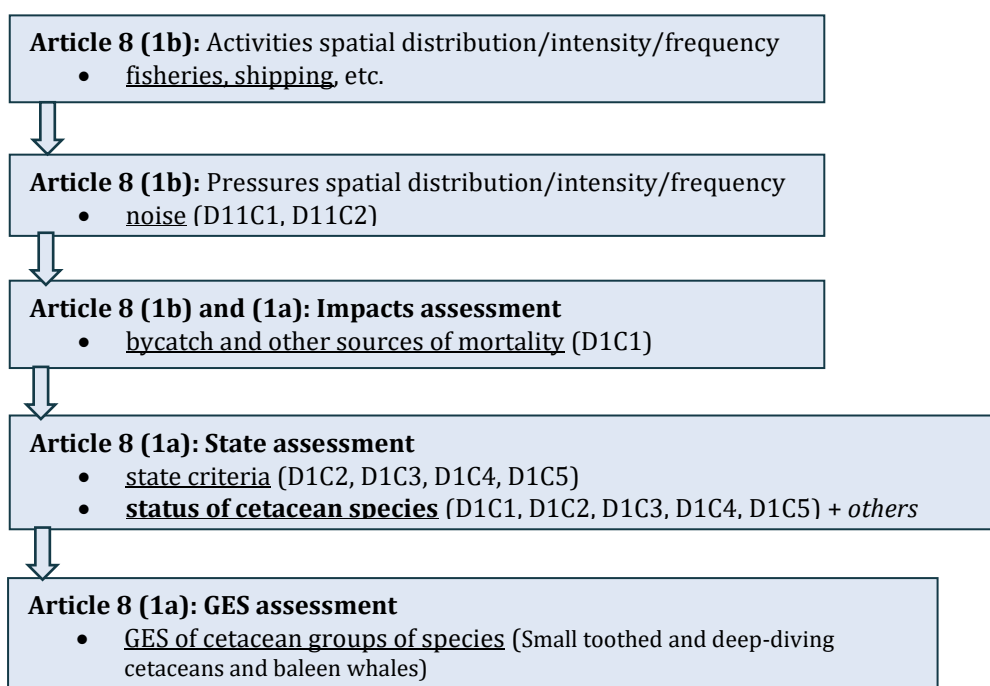 Article 8 (1b): Activities spatial distribution/intensity/frequency
• fisheries, shipping, etc.
Article 8 (1b): Pressures spatial distribution/intensity/frequency
• noise (D11C1, D11C2)
Article 8 (1b) and (1a): Impacts assessment
• bycatch and other sources of mortality (D1C1)
Article 8 (1a): State assessment
• state criteria (D1C2, D1C3, D1C4, D1C5)
• status of cetacean species (D1C1, D1C2, D1C3, D1C4, D1C5) + others
Article 8 (1a): GES assessment
• GES of cetacean groups of species (Small toothed and deep-diving
cetaceans and baleen whales)